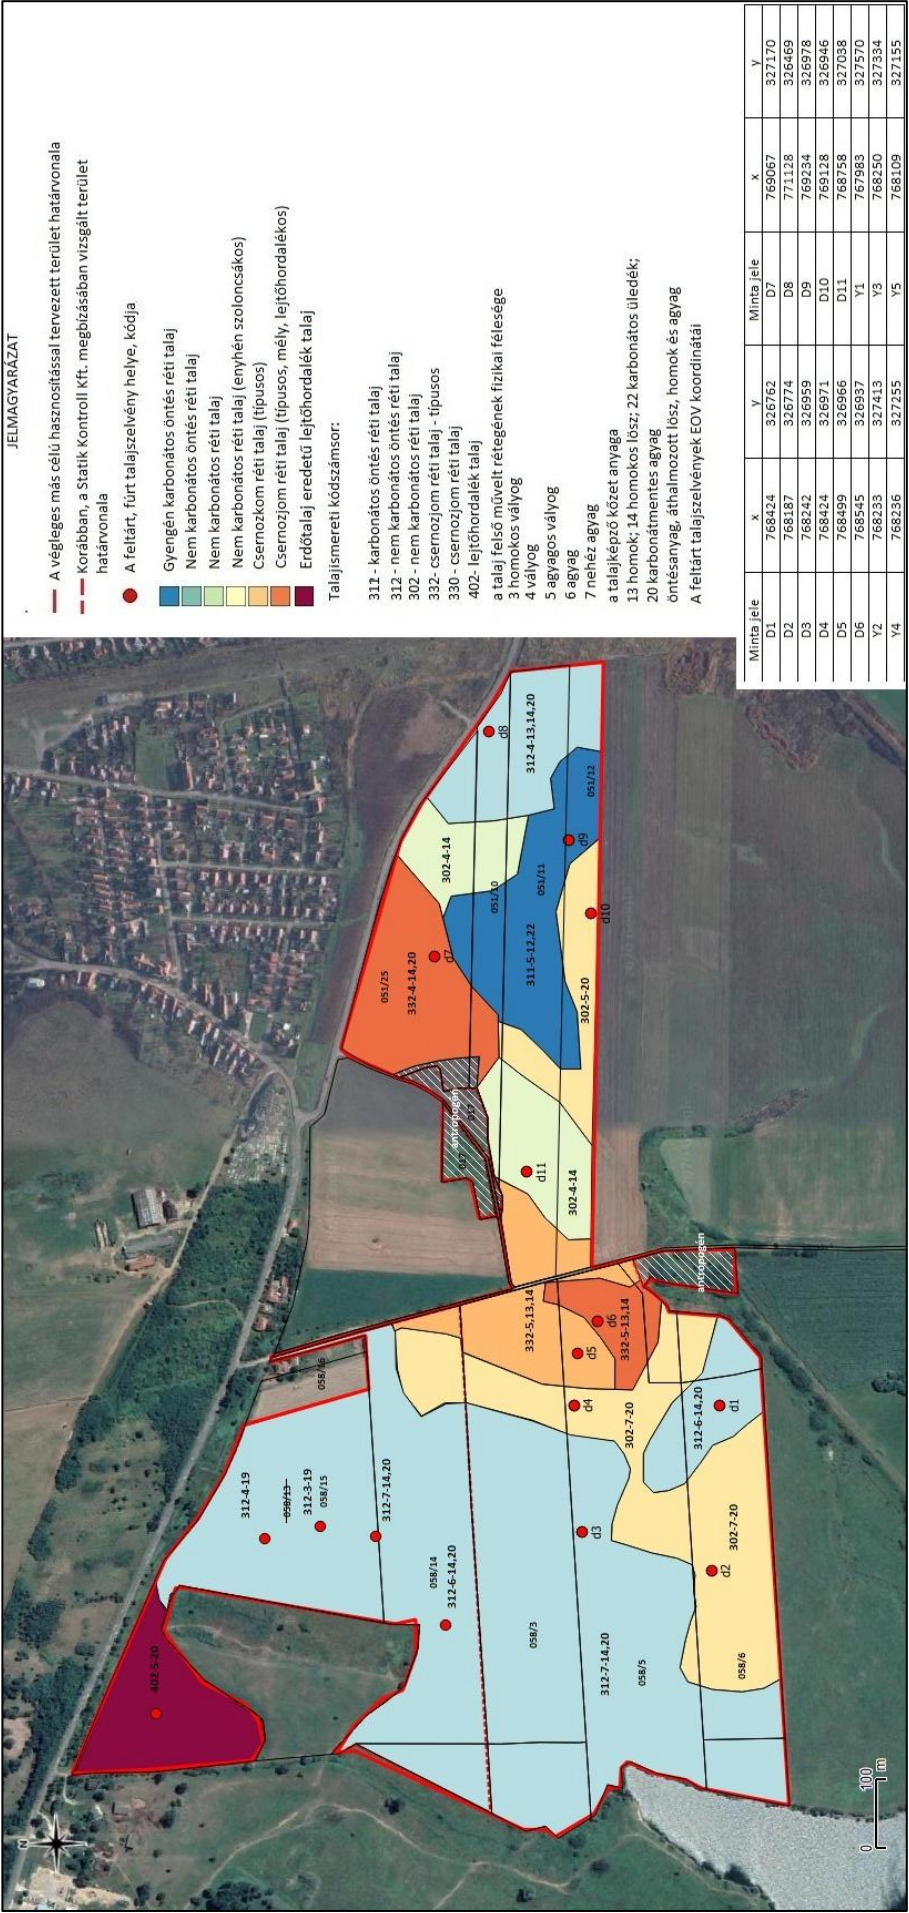 JELMAGYARÁZAT
A végleges más célú hasznosítással tervezett terület határvonala
Korábban, a Statik Kontroll Kft. megbízásában vizsgált terület
határvonala
A feltárt, fúrt talajszelvény helye, kódja
Gyengén karbonátos öntés réti talaj
Nem karbonátos öntés réti talaj
Nem karbonátos réti talaj
Nem karbonátos réti talaj (enyhén szoloncsákos)
Csernozkom réti talaj (típusos)
Csernozjom réti talaj (típusos, mély, lejtőhordalékos)
Erdőtalaj eredetű lejtőhordalék talaj
Talajismereti kódszámsor:
311 - karbonátos öntés réti talaj
312 - nem karbonátos öntés réti talaj
302 - nem karbonátos réti talaj
332- csernozjom réti talaj - típusos
330 - csernozjom réti talaj
402- lejtőhordalék talaj
a talaj felső művelt rétegének fizikai félesége
3 homokos vályog
4 vályog
5 agyagos vályog
6 agyag
7 nehéz agyag
a talajképző kőzet anyaga
13 homok; 14 homokos lösz; 22 karbonátos üledék;
20 karbonátmentes agyag
öntésanyag, áthalmozott lösz, homok és agyag
A feltárt talajszelvények EOV koordinátái
Minta jele x y Minta jele x y
D1 768424 326762 D7 769067 327170
D2 768187 326774 D8 771128 326469
D3 768242 326959 D9 769234 326978
D4 768424 326971 D10 769128 326946
D5 768499 326966 D11 768758 327038
D6 768545 326937 Y1 767983 327570
Y2 768233 327413 Y3 768250 327334
Y4 768236 327255 Y5 768109 327155
N
402-5-20
312-4-19
058/13
312-3-19
058/15
058/16
312-7-14,20
058/14
312-6-14,20
058/3
312-7-14,20
058/5
d3
d4
d5
d6
332-5,13,14
332-5-13,14
302-7-20
312-6-14,20
d1
302-7-20
d2
058/6
antropogén
antropogén
017
017
051/25
332-4-14,20
d7
302-4-14
051/10
051/11
311-5-12,22
312-4-13,14,20
d8
051/12
d9
d10
302-5-20
d11
302-4-14
0 100
m